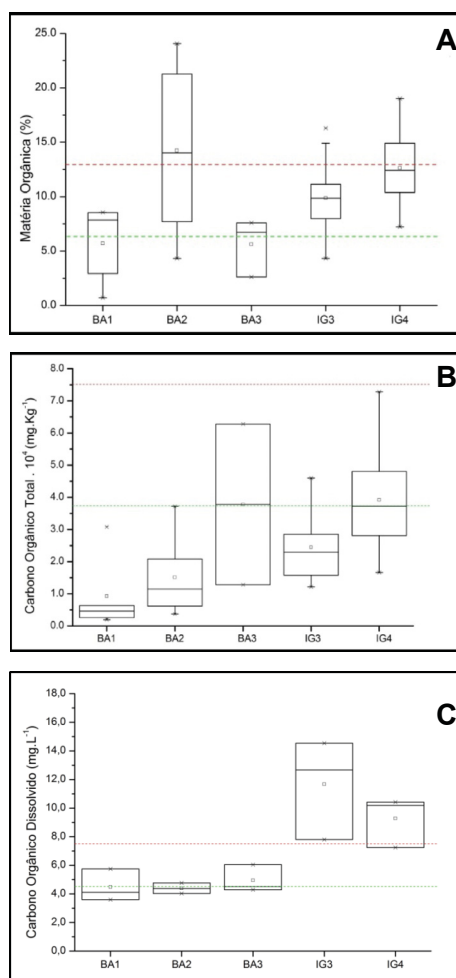 A
Matéria Orgânica (%)
25.0
20.0
15.0
10.0
5.0
0.0
BA1 BA2 BA3 IG3 IG4
B
Carbono Orgânico Total . 10⁴ (mg.Kg⁻¹)
8.0
7.0
6.0
5.0
4.0
3.0
2.0
1.0
0.0
BA1 BA2 BA3 IG3 IG4
C
Carbono Orgânico Dissolvido (mg.L⁻¹)
18,0
16,0
14,0
12,0
10,0
8,0
6,0
4,0
2,0
0,0
BA1 BA2 BA3 IG3 IG4